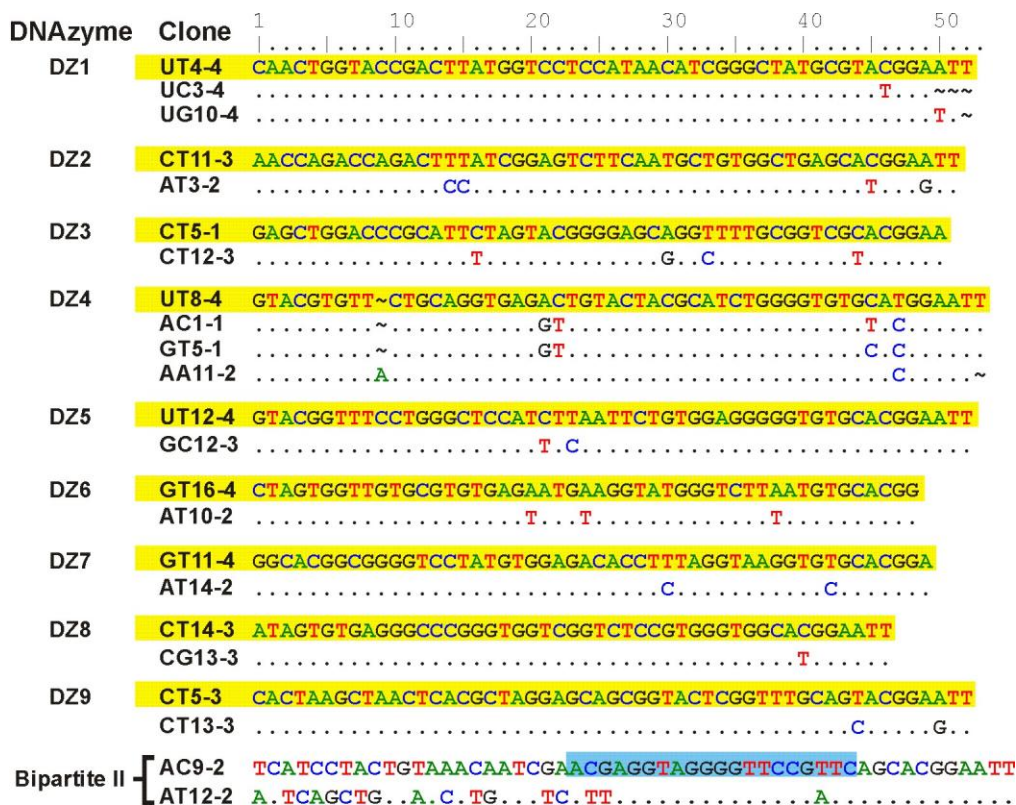 1 10 20 30 40 50
DNAzyme Clone
DZ1 UT4-4 CAACTGGTACCGACTTATGGTCCTCCATAACATCGGGCTATGCGTACGGAATT
UC3-4 ..............................................T...~~~
UG10-4 ..................................................T.~
DZ2 CT11-3 AACCAGACCAGACTTTATCGGAGTCTTCAATGCTGTGGCTGAGCACGGAATT
AT3-2 ..............CC.............................T...G..
DZ3 CT5-1 GAGCTGGACCCGCATTCTAGTACGGGGAGCAGGTTTTGCGGTCGCACGGAA
CT12-3 ................T.............G..C..........T......
DZ4 UT8-4 GTACGTGTT~CTGCAGGTGAGACTGTACTACGCATCTGGGGTGTGCATGGAATT
AC1-1 .........~...........GT......................T.C......
GT5-1 .........~...........GT......................C.C......
AA11-2 .........A.....................................C.....~
DZ5 UT12-4 GTACGGTTTCCTGGGCTCCATCTTAATTCTGTGGAGGGGGTGTGCACGGAATT
GC12-3 .....................T.C.............................
DZ6 GT16-4 CTAGTGGTTGTGCGTGTGAGAATGAAGGTATGGGTCTTAATGTGCACGG
AT10-2 ....................T...T.............T..........
DZ7 GT11-4 GGCACGGCGGGGTCCTATGTGGAGACACCTTTAGGTAAGGTGTGCACGGA
AT14-2 ..............................C...........C.......
DZ8 CT14-3 ATAGTGTGAGGGCCCGGGTGGTCGGTCTCCGTGGGTGGCACGGAATT
CG13-3 ........................................T......
DZ9 CT5-3 CACTAAGCTAACTCACGCTAGGAGCAGCGGTACTCGGTTTGCAGTACGGAATT
CT13-3 ............................................C.....G..
Bipartite II AC9-2 TCATCCTACTGTAAACAATCGAACGAGGTAGGGGTTCCGTTCAGCACGGAATT
AT12-2 A.TCAGCTG..A.C.TG...TC.TT..............A.............